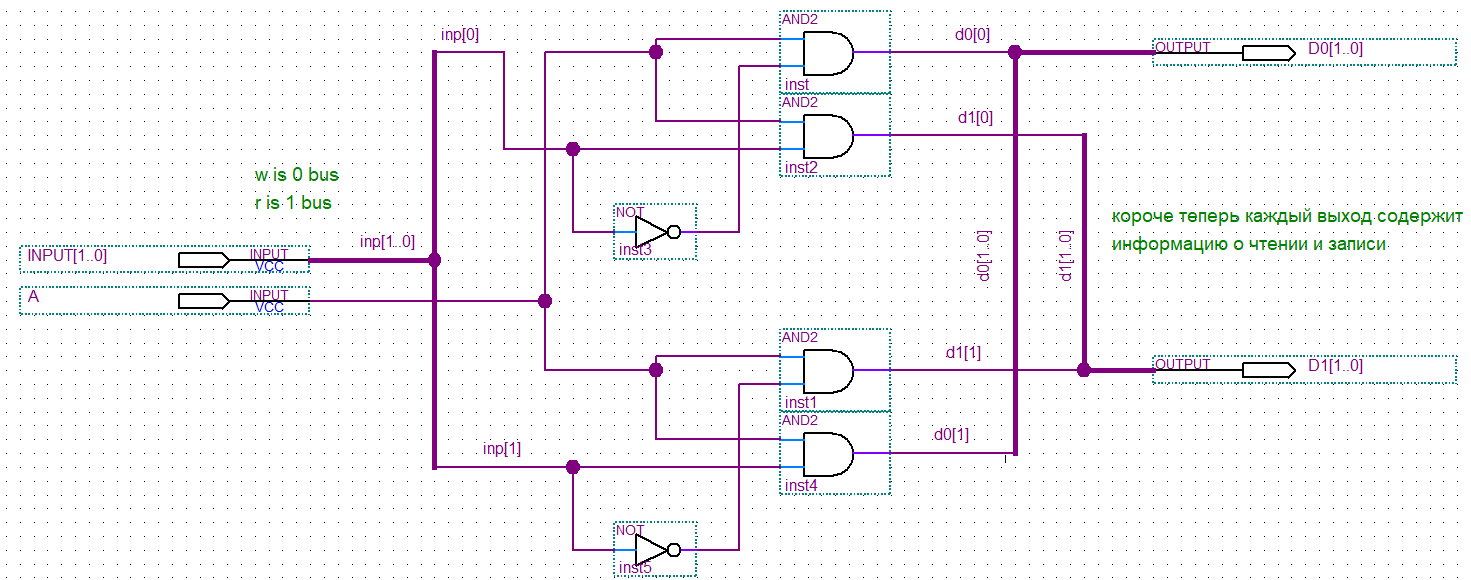 AND2
inp[0]
d0[0]
OUTPUT
D0[1..0]
inst
AND2
d1[0]
inst2
w is 0 bus
r is 1 bus
NOT
inst3
короче теперь каждый выход содержит
информацию о чтении и записи
inp[1..0]
INPUT[1..0]
INPUT
VCC
d0[1..0]
d1[1..0]
A
INPUT
VCC
AND2
d1[1]
OUTPUT
D1[1..0]
inst1
AND2
d0[1]
inp[1]
inst4
NOT
inst5